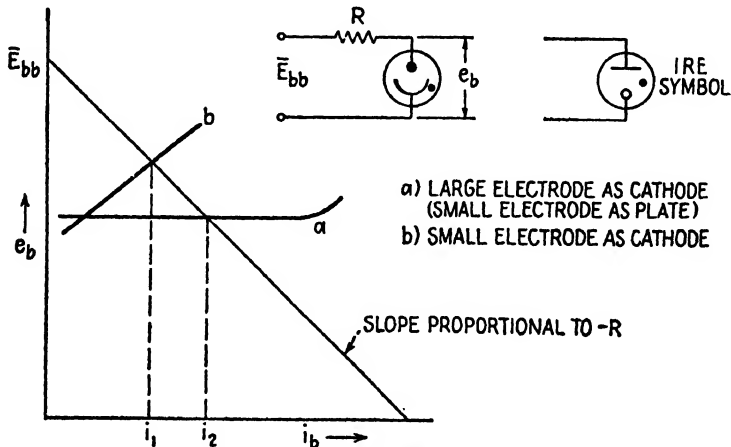 R
Ē_bb
Ē_bb
e_b
IRE
SYMBOL
b
a
a) LARGE ELECTRODE AS CATHODE
(SMALL ELECTRODE AS PLATE)
b) SMALL ELECTRODE AS CATHODE
e_b
SLOPE PROPORTIONAL TO -R
i_1
i_2
i_b